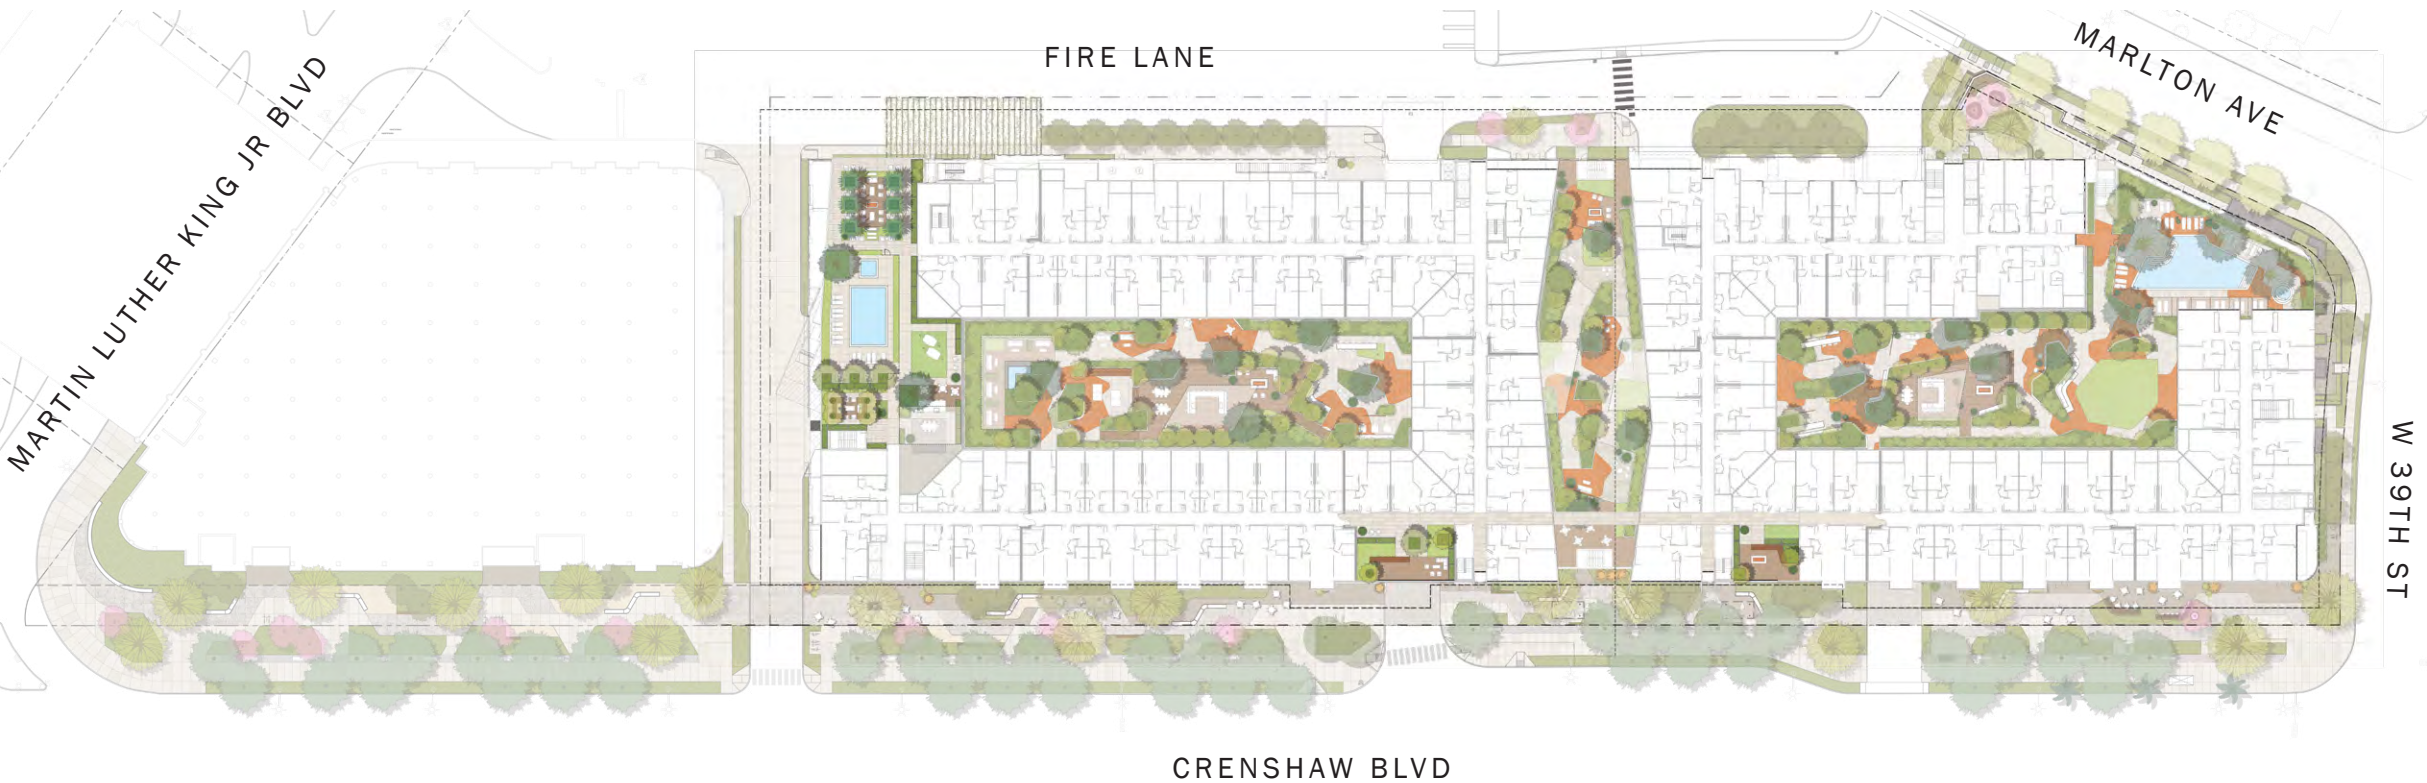 FIRE LANE
MARLTON AVE
MARTIN LUTHER KING JR BLVD
W 39TH ST
CRENSHAW BLVD